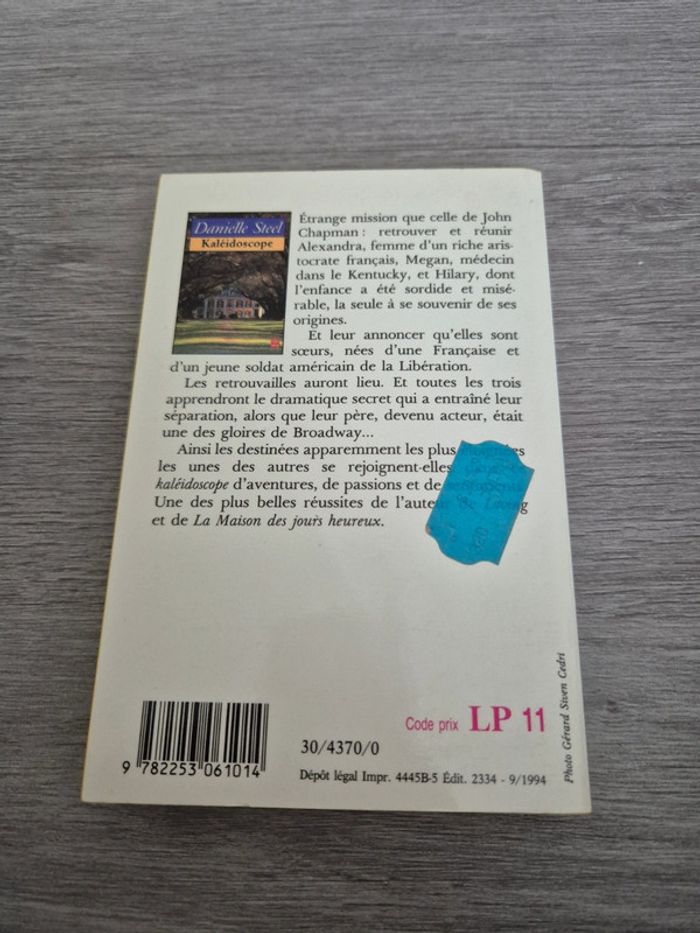 Danielle Steel
Kaléidoscope
Étrange mission que celle de John
Chapman : retrouver et réunir
Alexandra, femme d'un riche aris-
tocrate français, Megan, médecin
dans le Kentucky, et Hilary, dont
l'enfance a été sordide et misé-
rable, la seule à se souvenir de ses
origines.
Et leur annoncer qu'elles sont
sœurs, nées d'une Française et
d'un jeune soldat américain de la Libération.
Les retrouvailles auront lieu. Et toutes les trois
apprendront le dramatique secret qui a entraîné leur
séparation, alors que leur père, devenu acteur, était
une des gloires de Broadway...
Ainsi les destinées apparemment les plus
les unes des autres se rejoignent-elles
kaléidoscope d'aventures, de passions et de
Une des plus belles réussites de l'auteur de Loving
et de La Maison des jours heureux.
Code prix LP 11
30/4370/0
9 782253 061014
Dépôt légal Impr. 4445B-5 Édit. 2334 - 9/1994
Photo Gérard Siven Cedri